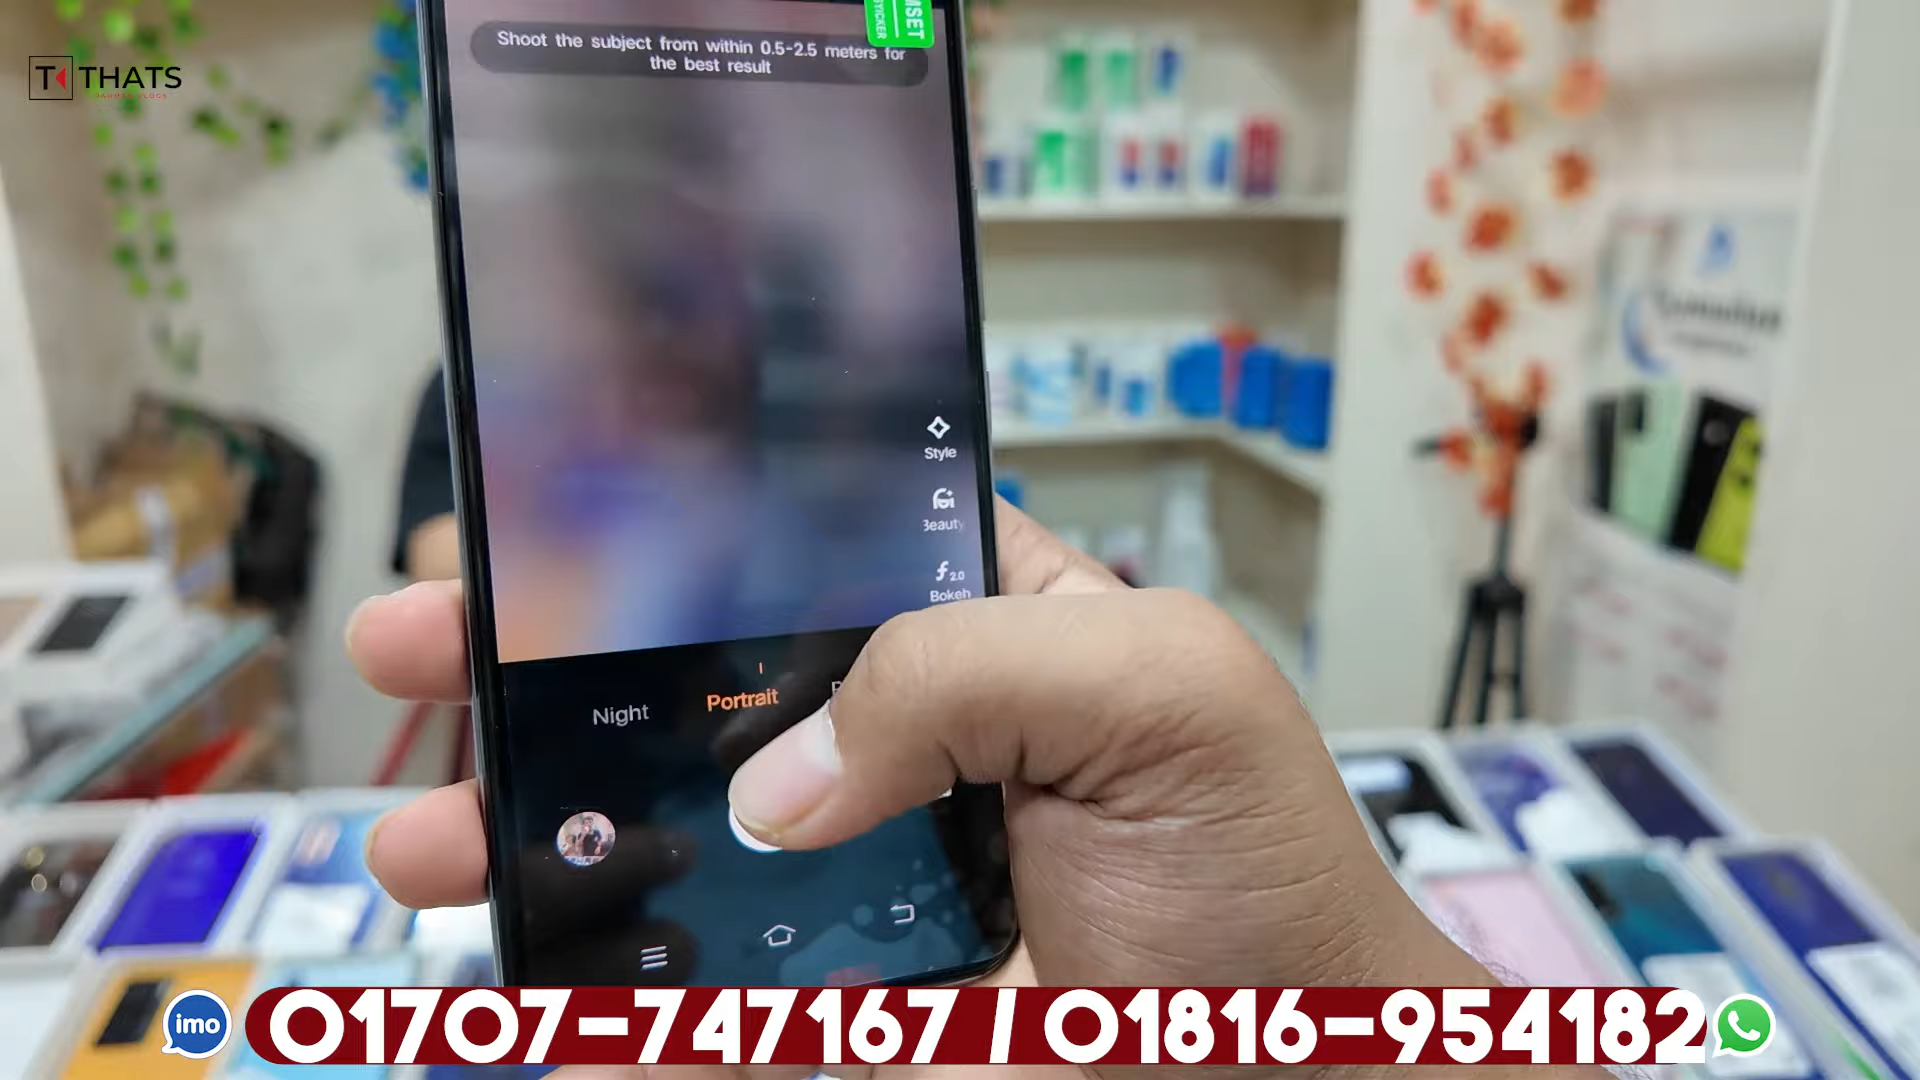 THATS
MSET
Shoot the subject from within 0.5-2.5 meters for
the best result
Style
Beauty
f 2.0
Bokeh
Night
Portrait
imo
01707-747167 / 01816-954182